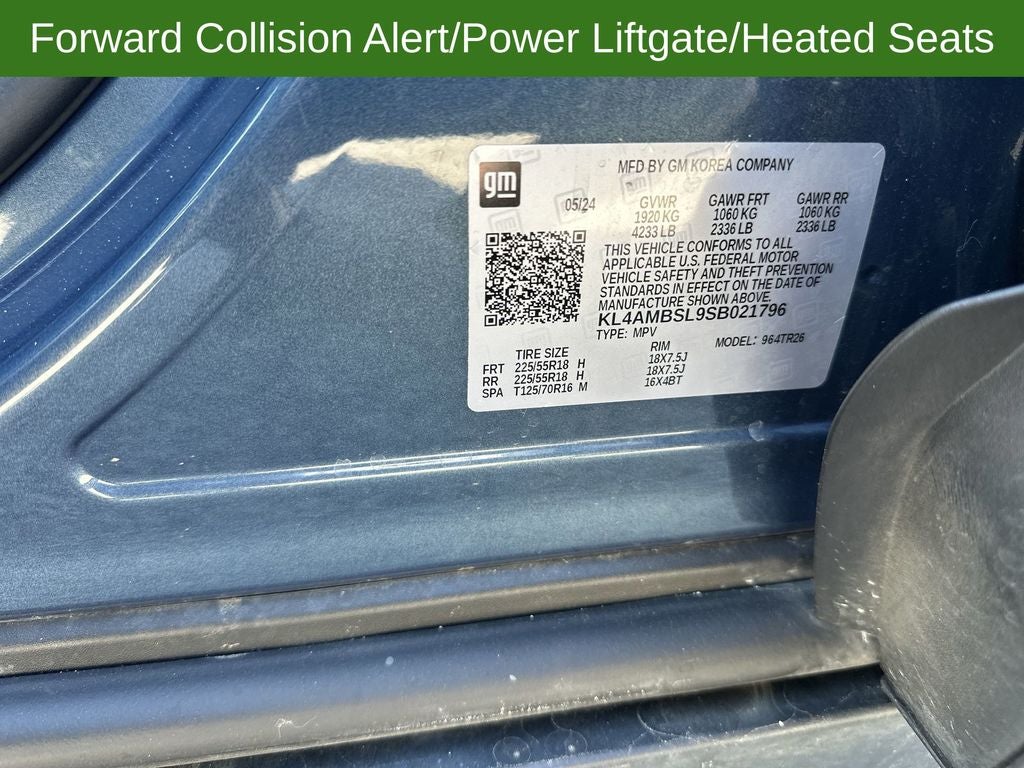 Forward Collision Alert/Power Liftgate/Heated Seats
gm
MFD BY GM KOREA COMPANY
05/24 GVWR GAWR FRT GAWR RR
1920 KG 1060 KG 1060 KG
4233 LB 2336 LB 2336 LB
THIS VEHICLE CONFORMS TO ALL
APPLICABLE U.S. FEDERAL MOTOR
VEHICLE SAFETY AND THEFT PREVENTION
STANDARDS IN EFFECT ON THE DATE OF
MANUFACTURE SHOWN ABOVE.
KL4AMBSL9SB021796
TYPE: MPV MODEL: 964TR26
TIRE SIZE RIM
FRT 225/55R18 H 18X7.5J
RR 225/55R18 H 18X7.5J
SPA T125/70R16 M 16X4BT